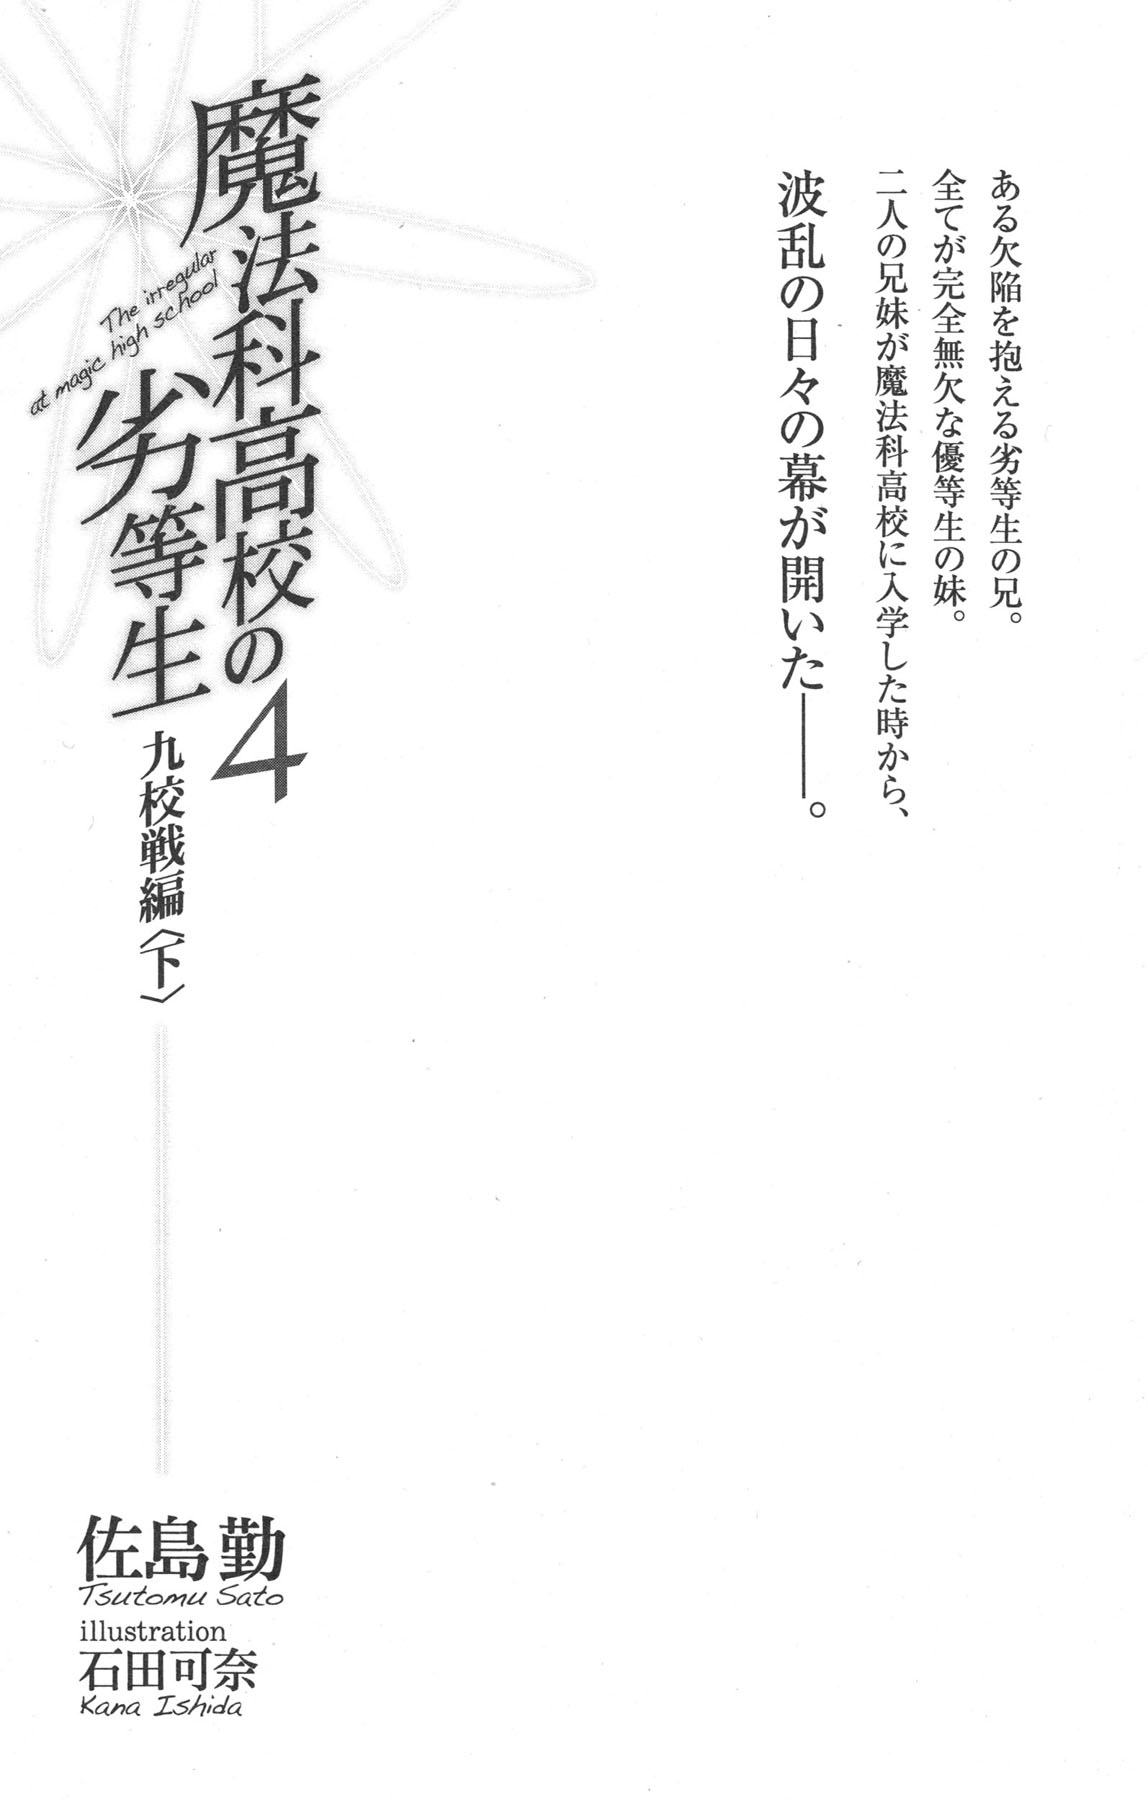 ある欠陥を抱える劣等生の兄。
全てが完全無欠な優等生の妹。
二人の兄妹が魔法科高校に入学した時から、
波乱の日々の幕が開いた――。
魔法科高校の
劣等生
4
The irregular
at magic high school
九校戦編〈下〉
佐島 勤
Tsutomu Sato
illustration
石田可奈
Kana Ishida